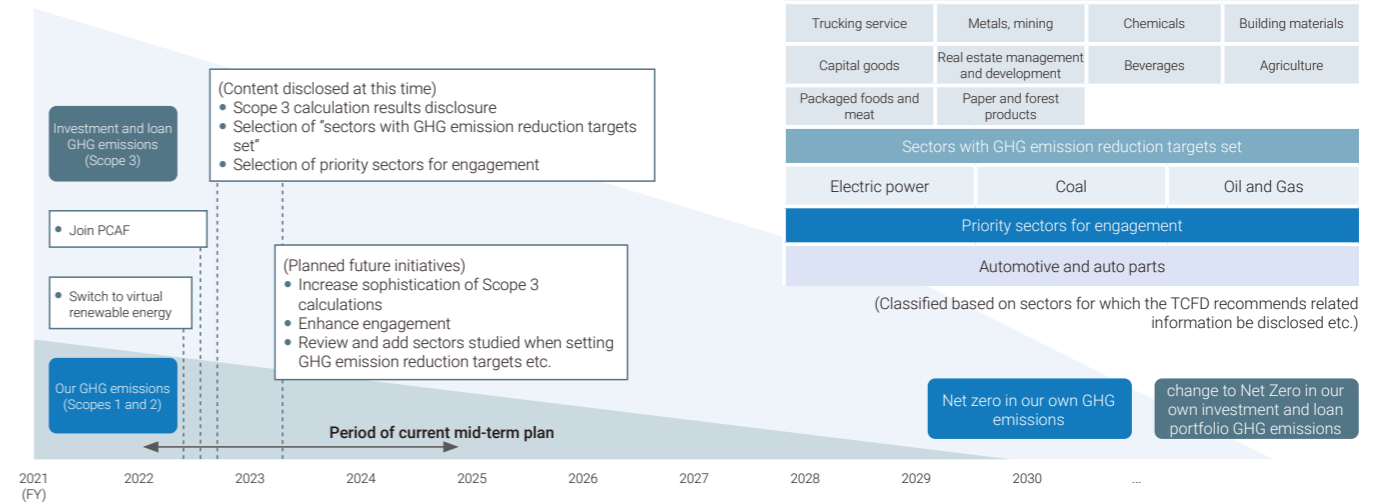 Trucking service
Metals, mining
Chemicals
Building materials
Capital goods
Real estate management
and development
Beverages
Agriculture
Packaged foods and
meat
Paper and forest
products
Sectors with GHG emission reduction targets set
Electric power
Coal
Oil and Gas
Priority sectors for engagement
Automotive and auto parts
(Classified based on sectors for which the TCFD recommends related
information be disclosed etc.)
(Content disclosed at this time)
• Scope 3 calculation results disclosure
• Selection of "sectors with GHG emission reduction targets
set"
• Selection of priority sectors for engagement
Investment and loan
GHG emissions
(Scope 3)
• Join PCAF
• Switch to virtual
renewable energy
(Planned future initiatives)
• Increase sophistication of Scope 3
calculations
• Enhance engagement
• Review and add sectors studied when setting
GHG emission reduction targets etc.
Our GHG emissions
(Scopes 1 and 2)
Period of current mid-term plan
Net zero in our own GHG
emissions
change to Net Zero in our
own investment and loan
portfolio GHG emissions
2021
(FY)
2022
2023
2024
2025
2026
2027
2028
2029
2030
...